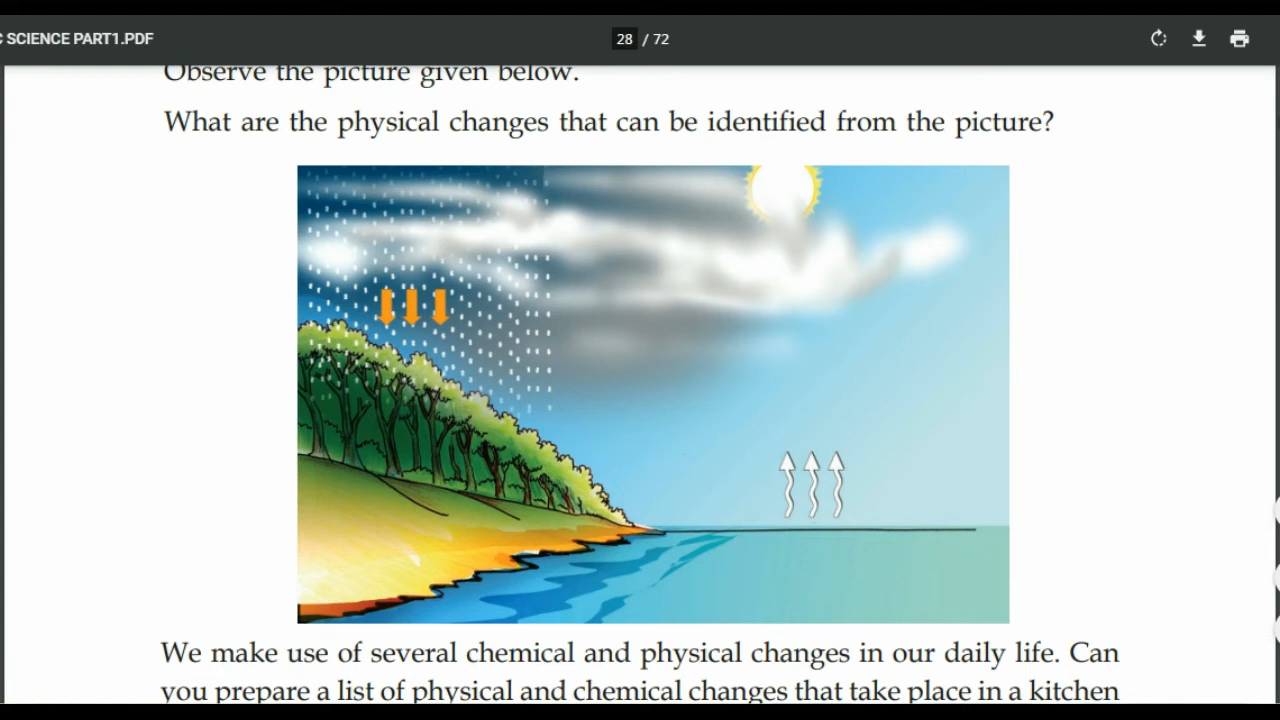 SCIENCE PART1.PDF
28 / 72
Observe the picture given below.
What are the physical changes that can be identified from the picture?
We make use of several chemical and physical changes in our daily life. Can
you prepare a list of physical and chemical changes that take place in a kitchen